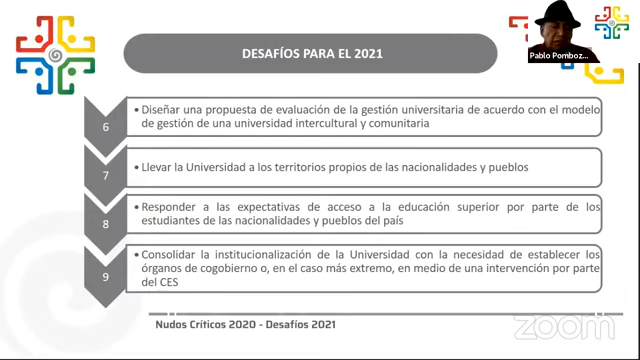 DESAFÍOS PARA EL 2021
Pablo Pomboz...
6
• Diseñar una propuesta de evaluación de la gestión universitaria de acuerdo con el modelo
de gestión de una universidad intercultural y comunitaria
7
• Llevar la Universidad a los territorios propios de las nacionalidades y pueblos
8
• Responder a las expectativas de acceso a la educación superior por parte de los
estudiantes de las nacionalidades y pueblos del país
9
• Consolidar la institucionalización de la Universidad con la necesidad de establecer los
órganos de cogobierno o, en el caso más extremo, en medio de una intervención por parte
del CES
Nudos Críticos 2020 - Desafíos 2021
zoom